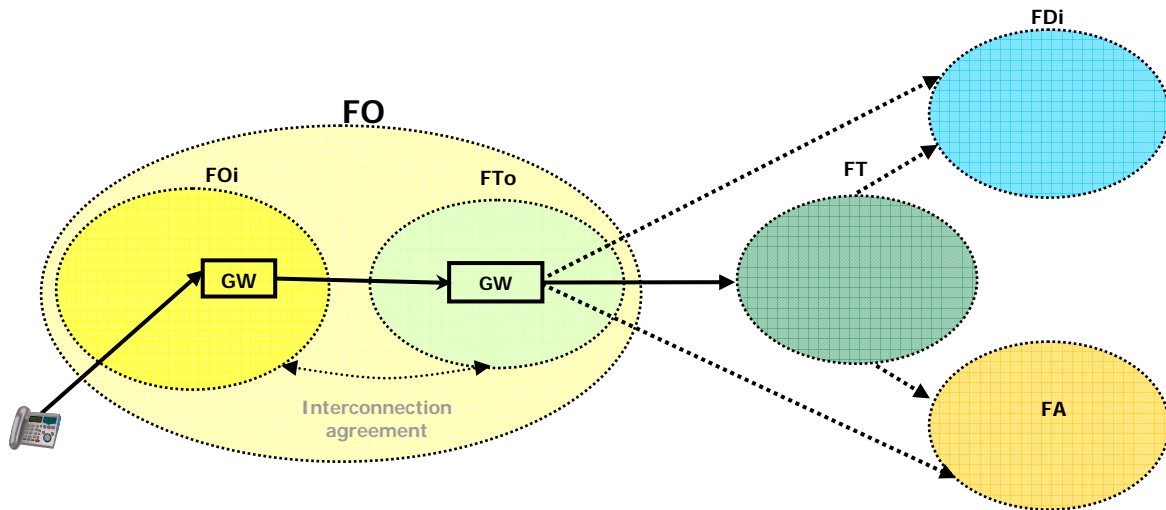 FDi
FO
FOi
FTo
FT
GW
GW
Interconnection
agreement
FA